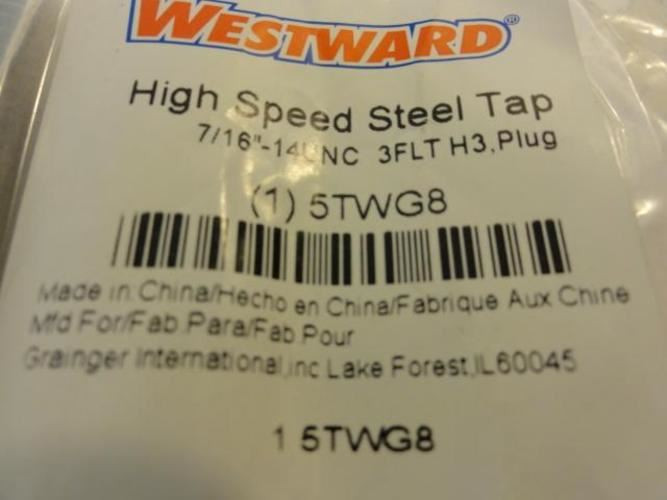 WESTWARD®
High Speed Steel Tap
7/16"-14UNC 3FLT H3,Plug
(1) 5TWG8
Made in China/Hecho en China/Fabrique Aux Chine
Mfd For/Fab.Para/Fab.Pour
Grainger International,inc Lake Forest,IL60045
1 5TWG8